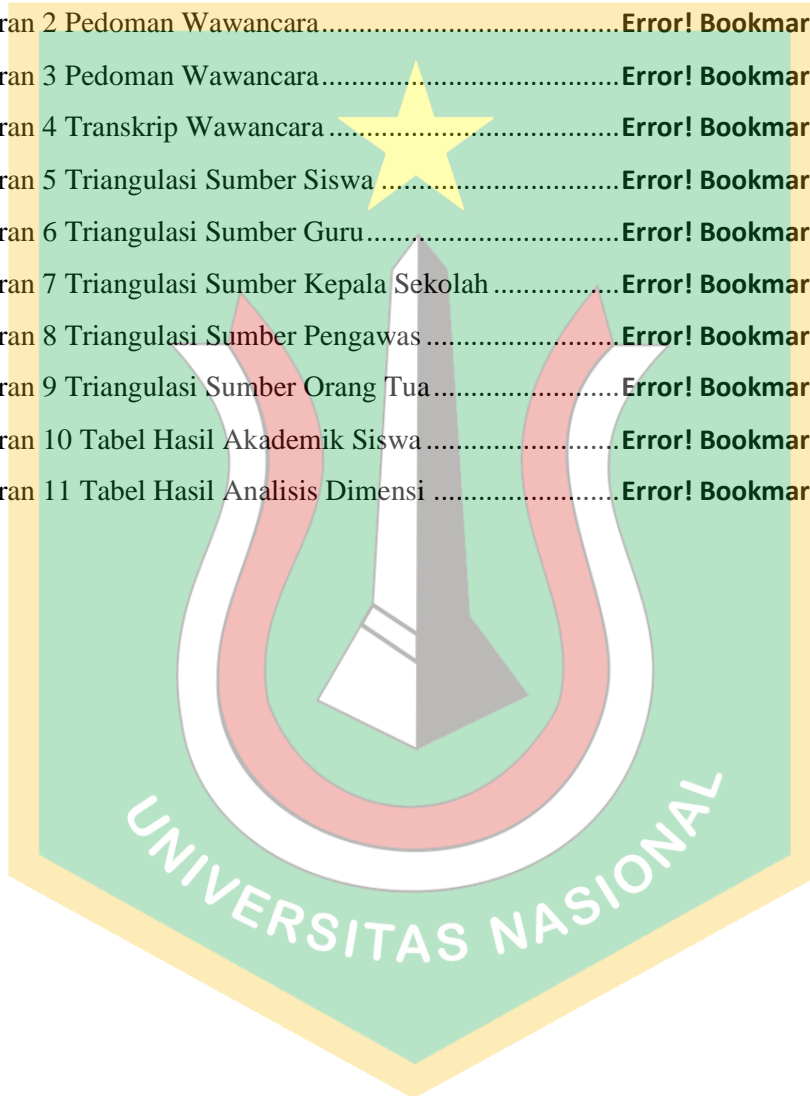 ran 2 Pedoman Wawancara....................................Error! Bookmar
ran 3 Pedoman Wawancara....................................Error! Bookmar
ran 4 Transkrip Wawancara ...................................Error! Bookmar
ran 5 Triangulasi Sumber Siswa .............................Error! Bookmar
ran 6 Triangulasi Sumber Guru...............................Error! Bookmar
ran 7 Triangulasi Sumber Kepala Sekolah ...............Error! Bookmar
ran 8 Triangulasi Sumber Pengawas .......................Error! Bookmar
ran 9 Triangulasi Sumber Orang Tua.......................Error! Bookmar
ran 10 Tabel Hasil Akademik Siswa .......................Error! Bookmar
ran 11 Tabel Hasil Analisis Dimensi ......................Error! Bookmar
UNIVERSITAS NASIONAL